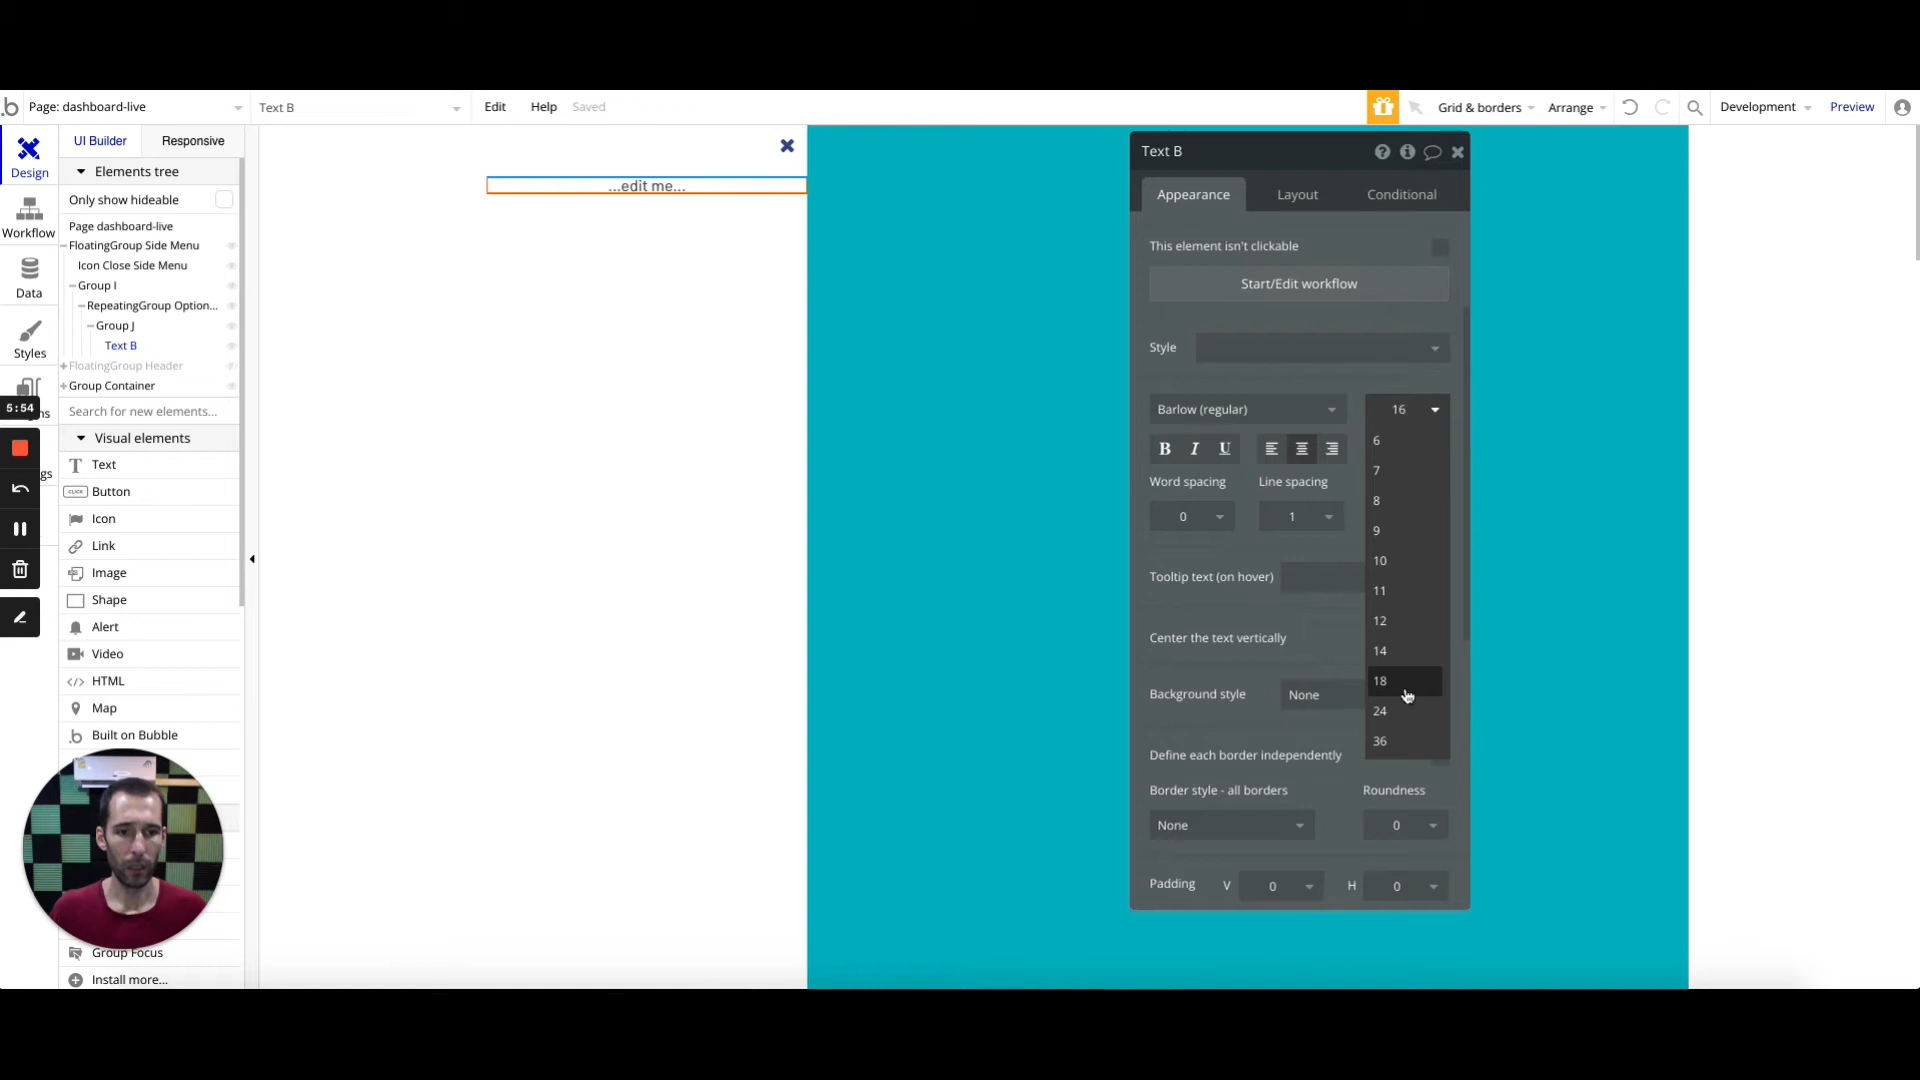 .b Page: dashboard-live Text B Edit Help Saved Grid & borders Arrange Development Preview
UI Builder Responsive
Design
Elements tree
Only show hideable
Page dashboard-live
Workflow
FloatingGroup Side Menu
Icon Close Side Menu
Data
Group I
RepeatingGroup Option...
Group J
Styles
Text B
FloatingGroup Header
Group Container
5:54
Search for new elements...
Visual elements
Text
gs
CLICK Button
Icon
Link
Image
Shape
Alert
Video
</> HTML
Map
.b Built on Bubble
Group Focus
Install more...
...edit me...
Text B
Appearance Layout Conditional
This element isn't clickable
Start/Edit workflow
Style
Barlow (regular) 16
B I U
Word spacing Line spacing
0 1
6
7
8
9
10
11
12
14
18
24
36
Tooltip text (on hover)
Center the text vertically
Background style None
Define each border independently
Border style - all borders Roundness
None 0
Padding V 0 H 0